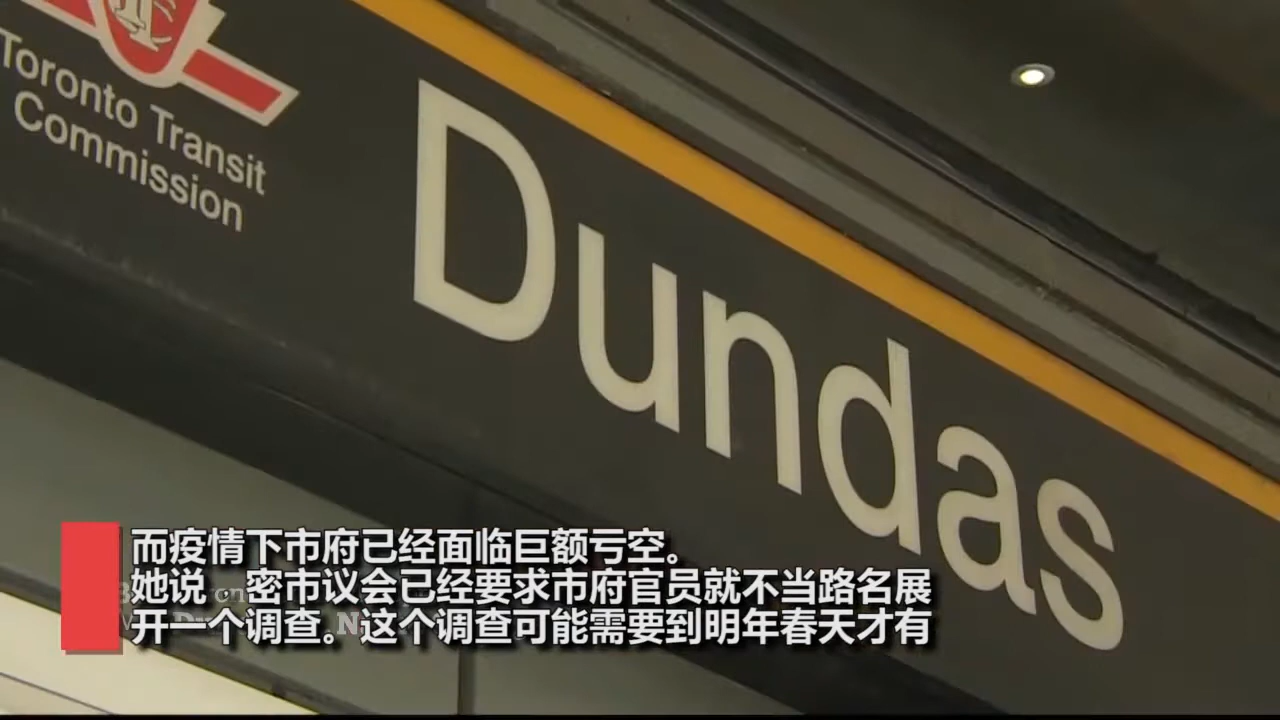 Toronto Transit
Commission
Dundas
而疫情下市府已经面临巨额亏空。
她说，密市议会已经要求市府官员就不当路名展
开一个调查。这个调查可能需要到明年春天才有